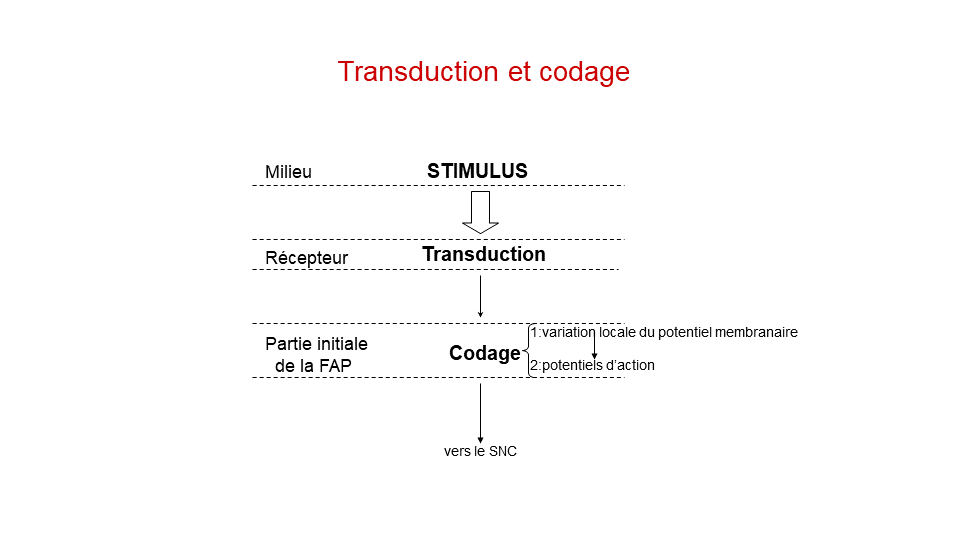 Transduction et codage
Milieu
STIMULUS
Récepteur
Transduction
Partie initiale
de la FAP
Codage
1:variation locale du potentiel membranaire
2:potentiels d’action
vers le SNC